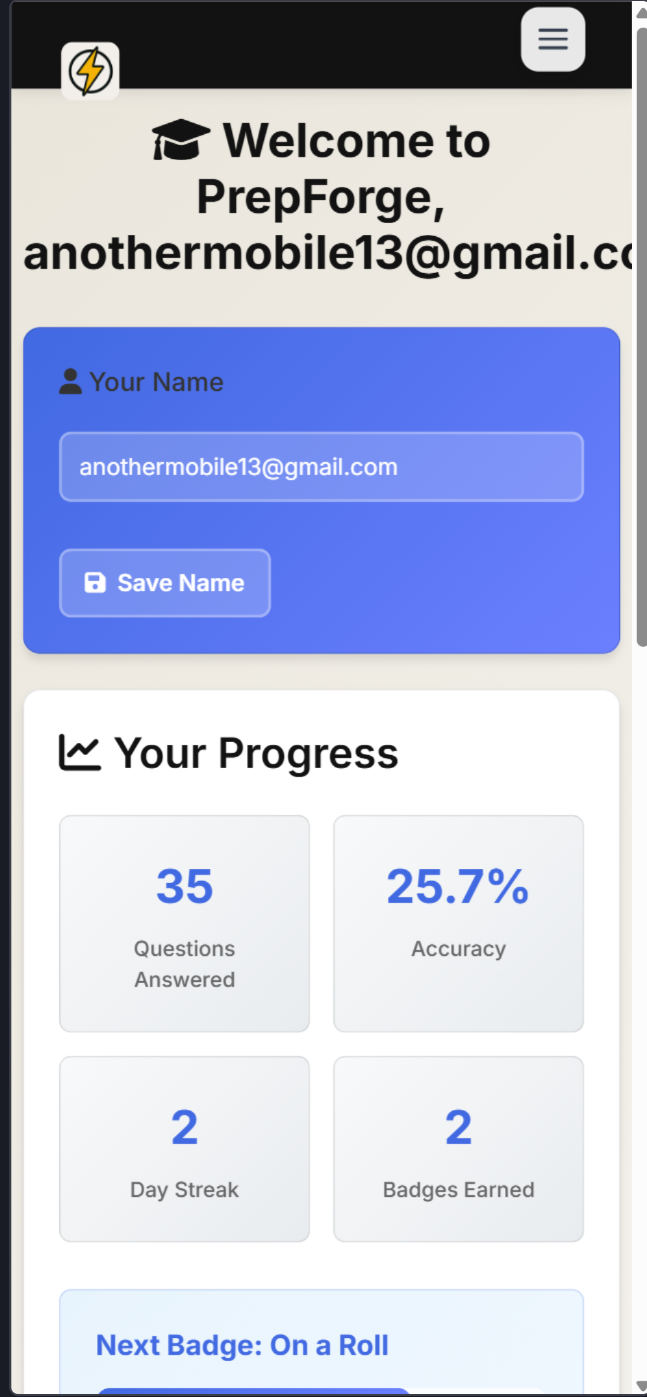 Welcome to
PrepForge,
anothermobile13@gmail.co
Your Name
anothermobile13@gmail.com
Save Name
Your Progress
35
Questions
Answered
25.7%
Accuracy
2
Day Streak
2
Badges Earned
Next Badge: On a Roll